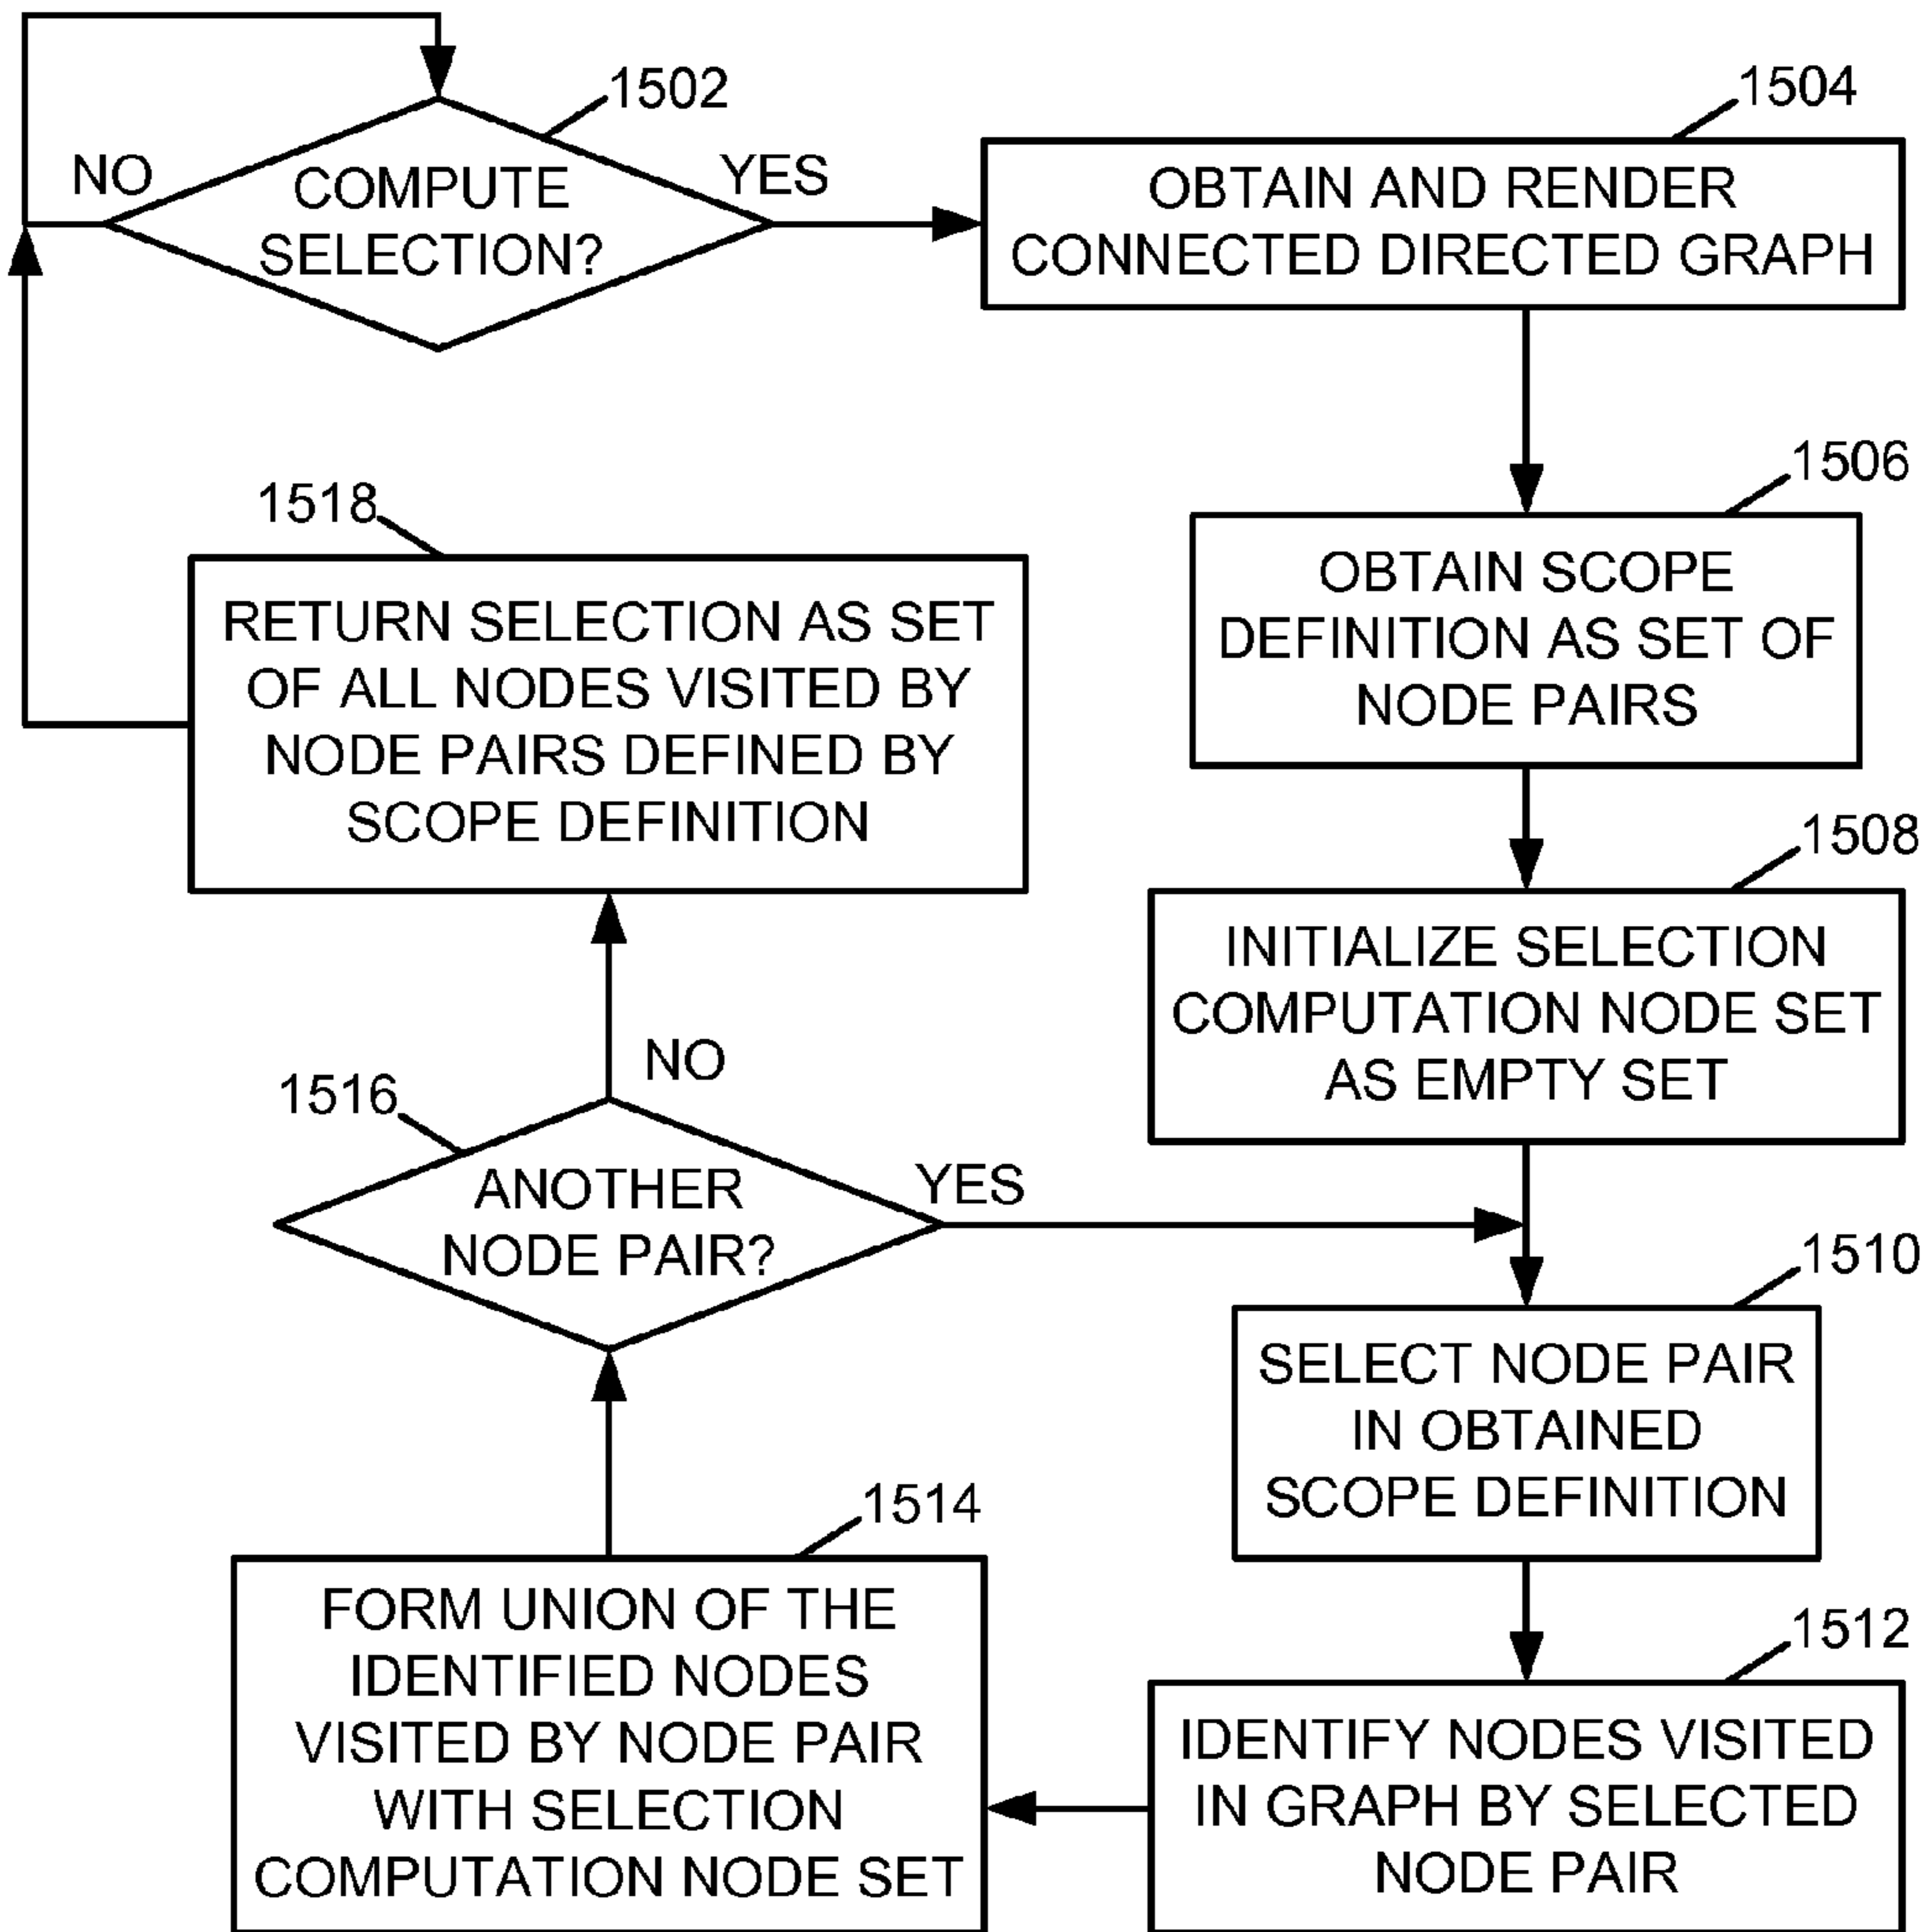 1502
NO
COMPUTE
SELECTION?
YES
1504
OBTAIN AND RENDER
CONNECTED DIRECTED GRAPH
1506
OBTAIN SCOPE
DEFINITION AS SET OF
NODE PAIRS
1508
INITIALIZE SELECTION
COMPUTATION NODE SET
AS EMPTY SET
1510
SELECT NODE PAIR
IN OBTAINED
SCOPE DEFINITION
1512
IDENTIFY NODES VISITED
IN GRAPH BY SELECTED
NODE PAIR
1514
FORM UNION OF THE
IDENTIFIED NODES
VISITED BY NODE PAIR
WITH SELECTION
COMPUTATION NODE SET
1516
ANOTHER
NODE PAIR?
YES
NO
1518
RETURN SELECTION AS SET
OF ALL NODES VISITED BY
NODE PAIRS DEFINED BY
SCOPE DEFINITION